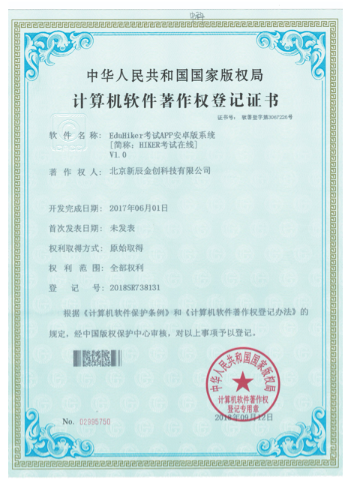 中华人民共和国国家版权局
计算机软件著作权登记证书
证书号: 软著登字第3067226号
软件名称: EduHiker考试APP安卓版系统
[简称: HIKER考试在线]
V1.0
著作权人: 北京新辰金创科技有限公司
开发完成日期: 2017年06月01日
首次发表日期: 未发表
权利取得方式: 原始取得
权利范围: 全部权利
登记号: 2018SR738131
根据《计算机软件保护条例》和《计算机软件著作权登记办法》的
规定，经中国版权保护中心审核，对以上事项予以登记。
中华人民共和国国家版权局
计算机软件著作权
登记专用章
No.
2018年09月12日